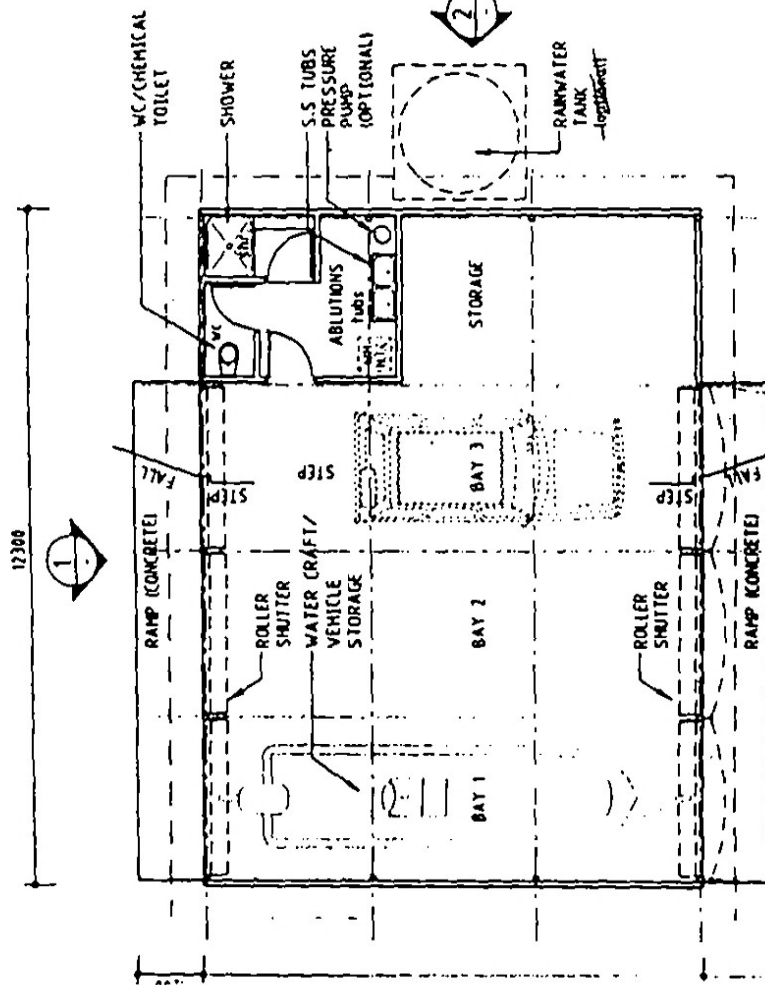 WC/CHEMICAL
TOILET
SHOWER
S.S TUBS
PRESSURE
PUMP
(OPTIONAL)
2
RAINWATER
TANK
12300
1
RAMP (CONCRETE)
FALL
STEP
STEP
ROLLER
SHUTTER
WATER CRAFT/
VEHICLE
STORAGE
WC
ABLUTIONS
tubs
STORAGE
BAY 1
BAY 2
BAY 3
STEP
FALL
ROLLER
SHUTTER
RAMP (CONCRETE)